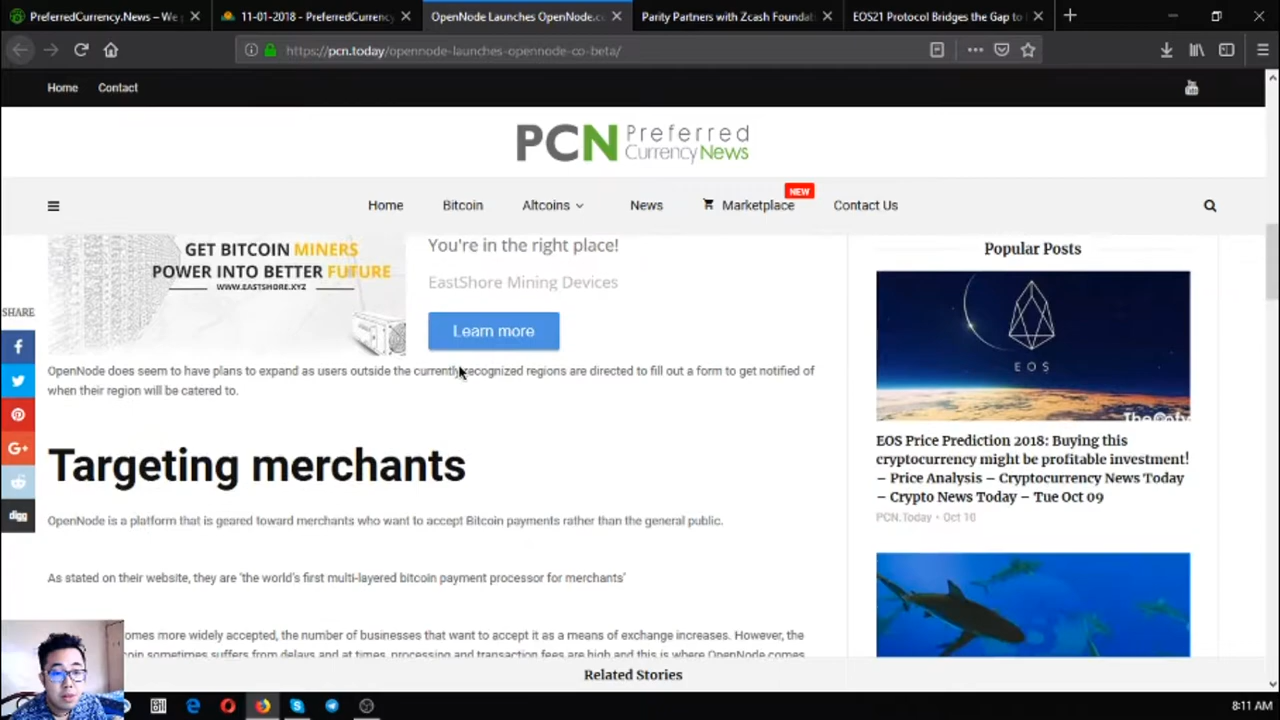 PreferredCurrency.News – We
11-01-2018 - PreferredCurrency
OpenNode Launches OpenNode.c
Parity Partners with Zcash Foundat
EOS21 Protocol Bridges the Gap to
https://pcn.today/opennode-launches-opennode-co-beta/
Home Contact
PCN Preferred
CurrencyNews
Home Bitcoin Altcoins News Marketplace NEW Contact Us
GET BITCOIN MINERS
POWER INTO BETTER FUTURE
WWW.EASTSHORE.XYZ
You're in the right place!
EastShore Mining Devices
Learn more
SHARE
digg
OpenNode does seem to have plans to expand as users outside the currently recognized regions are directed to fill out a form to get notified of
when their region will be catered to.
Targeting merchants
OpenNode is a platform that is geared toward merchants who want to accept Bitcoin payments rather than the general public.
As stated on their website, they are 'the world's first multi-layered bitcoin payment processor for merchants'
omes more widely accepted, the number of businesses that want to accept it as a means of exchange increases. However, the
coin sometimes suffers from delays and at times, processing and transaction fees are high and this is where OpenNode comes
Popular Posts
EOS
EOS Price Prediction 2018: Buying this
cryptocurrency might be profitable investment!
– Price Analysis – Cryptocurrency News Today
– Crypto News Today – Tue Oct 09
PCN.Today • Oct 10
Related Stories
8:11 AM